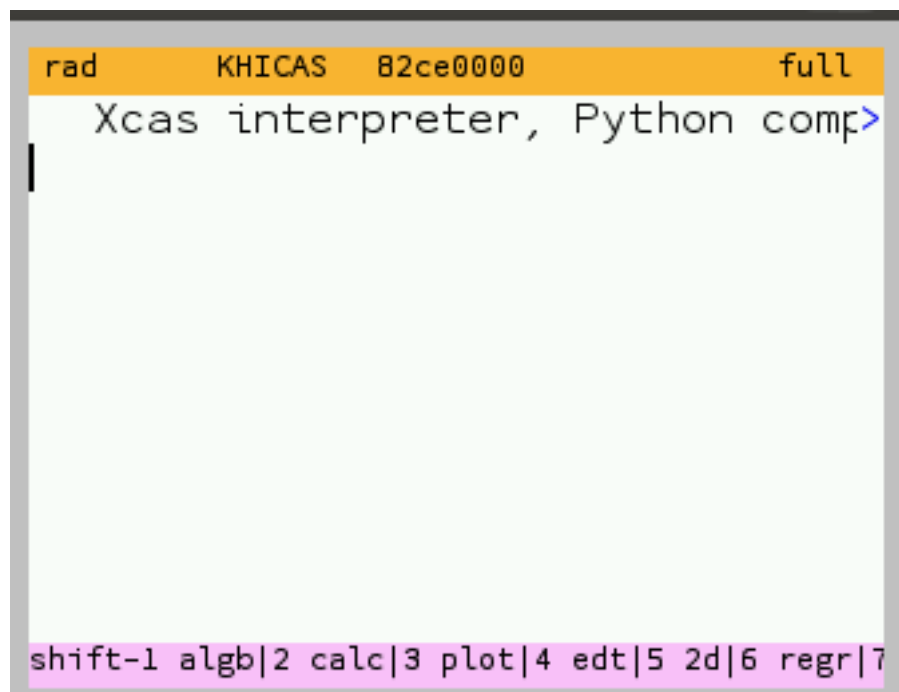 rad KHICAS 82ce0000 full
Xcas interpreter, Python comp>
shift-1 algb|2 calc|3 plot|4 edt|5 2d|6 regr|7